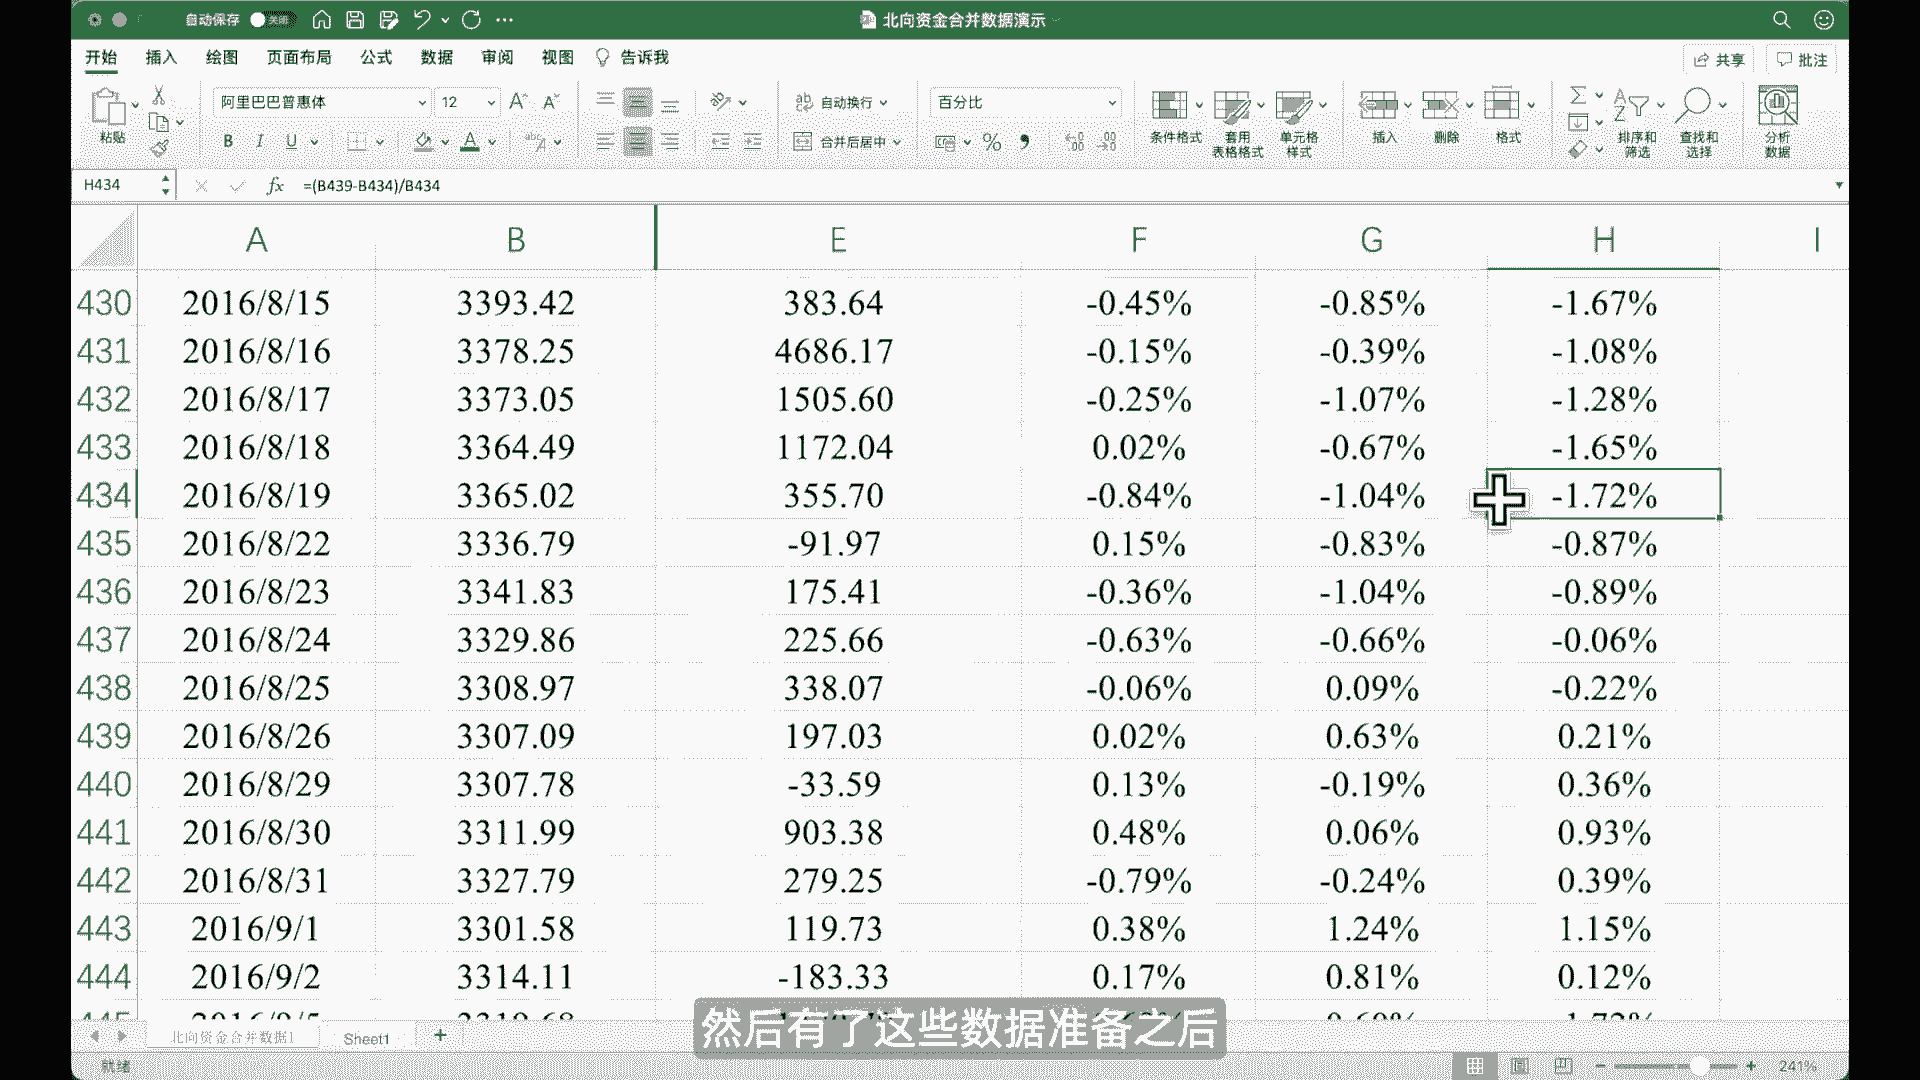 自动保存 关闭 北向资金合并数据演示
开始 插入 绘图 页面布局 公式 数据 审阅 视图 告诉我 共享 批注
粘贴 阿里巴巴普惠体 12 自动换行 百分比 条件格式 套用 单元格 插入 删除 格式 排序和 查找和 分析
B I U 合并后居中 表格格式 样式 筛选 选择 数据
H434 fx =(B439-B434)/B434
A B E F G H I
430 2016/8/15 3393.42 383.64 -0.45% -0.85% -1.67%
431 2016/8/16 3378.25 4686.17 -0.15% -0.39% -1.08%
432 2016/8/17 3373.05 1505.60 -0.25% -1.07% -1.28%
433 2016/8/18 3364.49 1172.04 0.02% -0.67% -1.65%
434 2016/8/19 3365.02 355.70 -0.84% -1.04% -1.72%
435 2016/8/22 3336.79 -91.97 0.15% -0.83% -0.87%
436 2016/8/23 3341.83 175.41 -0.36% -1.04% -0.89%
437 2016/8/24 3329.86 225.66 -0.63% -0.66% -0.06%
438 2016/8/25 3308.97 338.07 -0.06% 0.09% -0.22%
439 2016/8/26 3307.09 197.03 0.02% 0.63% 0.21%
440 2016/8/29 3307.78 -33.59 0.13% -0.19% 0.36%
441 2016/8/30 3311.99 903.38 0.48% 0.06% 0.93%
442 2016/8/31 3327.79 279.25 -0.79% -0.24% 0.39%
443 2016/9/1 3301.58 119.73 0.38% 1.24% 1.15%
444 2016/9/2 3314.11 -183.33 0.17% 0.81% 0.12%
然后有了这些数据准备之后
北向资金合并数据1 Sheet1
就绪 241%